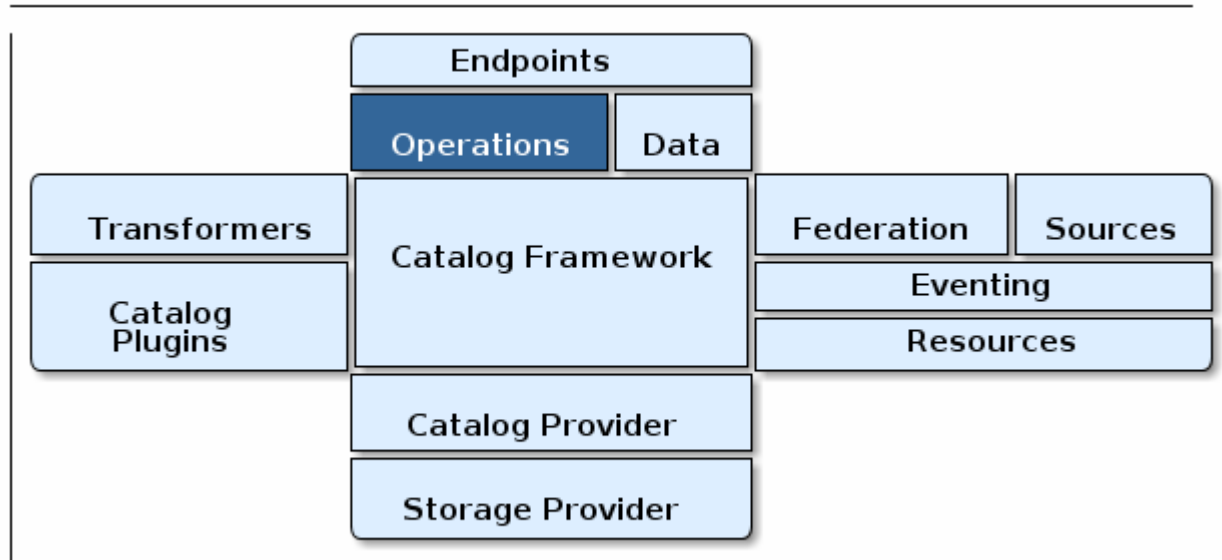 Endpoints
Operations
Data
Transformers
Catalog Framework
Federation
Sources
Catalog
Plugins
Eventing
Resources
Catalog Provider
Storage Provider